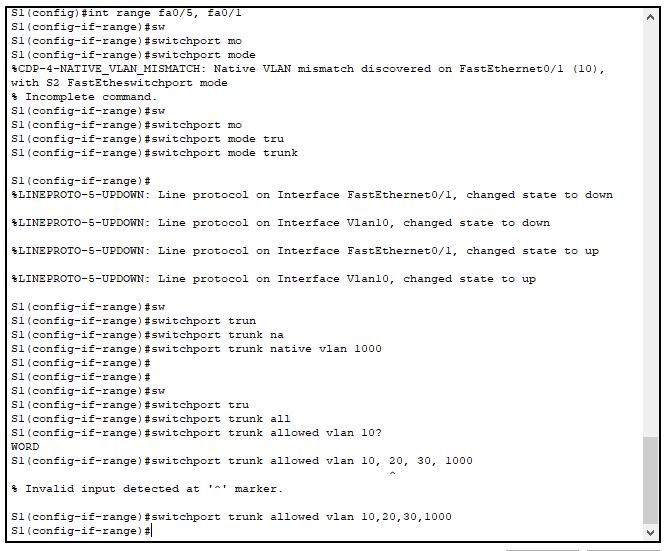 S1(config)#int range fa0/5, fa0/1
S1(config-if-range)#sw
S1(config-if-range)#switchport mo
S1(config-if-range)#switchport mode
%CDP-4-NATIVE_VLAN_MISMATCH: Native VLAN mismatch discovered on FastEthernet0/1 (10),
with S2 FastEtheswitchport mode
% Incomplete command.
S1(config-if-range)#sw
S1(config-if-range)#switchport mo
S1(config-if-range)#switchport mode tru
S1(config-if-range)#switchport mode trunk
S1(config-if-range)#
%LINEPROTO-5-UPDOWN: Line protocol on Interface FastEthernet0/1, changed state to down
%LINEPROTO-5-UPDOWN: Line protocol on Interface Vlan10, changed state to down
%LINEPROTO-5-UPDOWN: Line protocol on Interface FastEthernet0/1, changed state to up
%LINEPROTO-5-UPDOWN: Line protocol on Interface Vlan10, changed state to up
S1(config-if-range)#sw
S1(config-if-range)#switchport trun
S1(config-if-range)#switchport trunk na
S1(config-if-range)#switchport trunk native vlan 1000
S1(config-if-range)#
S1(config-if-range)#
S1(config-if-range)#sw
S1(config-if-range)#switchport tru
S1(config-if-range)#switchport trunk all
S1(config-if-range)#switchport trunk allowed vlan 10?
WORD
S1(config-if-range)#switchport trunk allowed vlan 10, 20, 30, 1000
^
% Invalid input detected at '^' marker.
S1(config-if-range)#switchport trunk allowed vlan 10,20,30,1000
S1(config-if-range)#